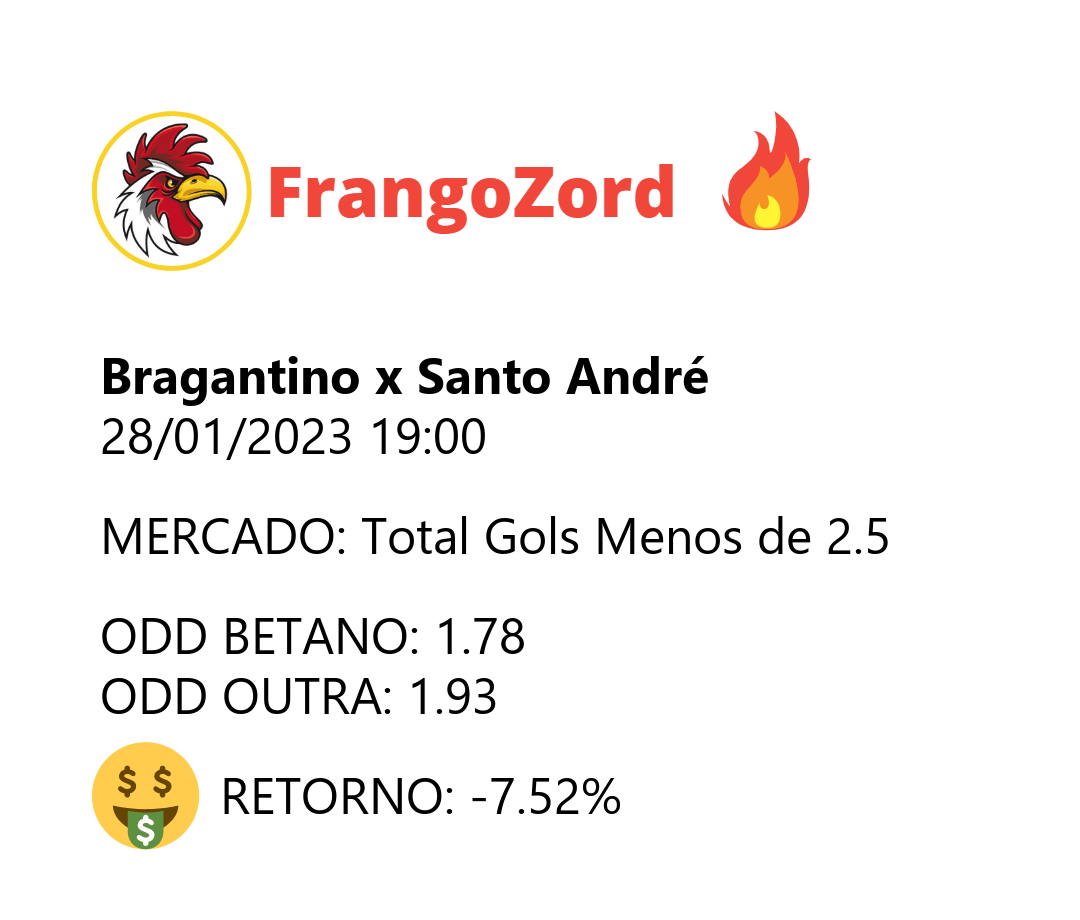 FrangoZord
Bragantino x Santo André
28/01/2023 19:00
MERCADO: Total Gols Menos de 2.5
ODD BETANO: 1.78
ODD OUTRA: 1.93
RETORNO: -7.52%